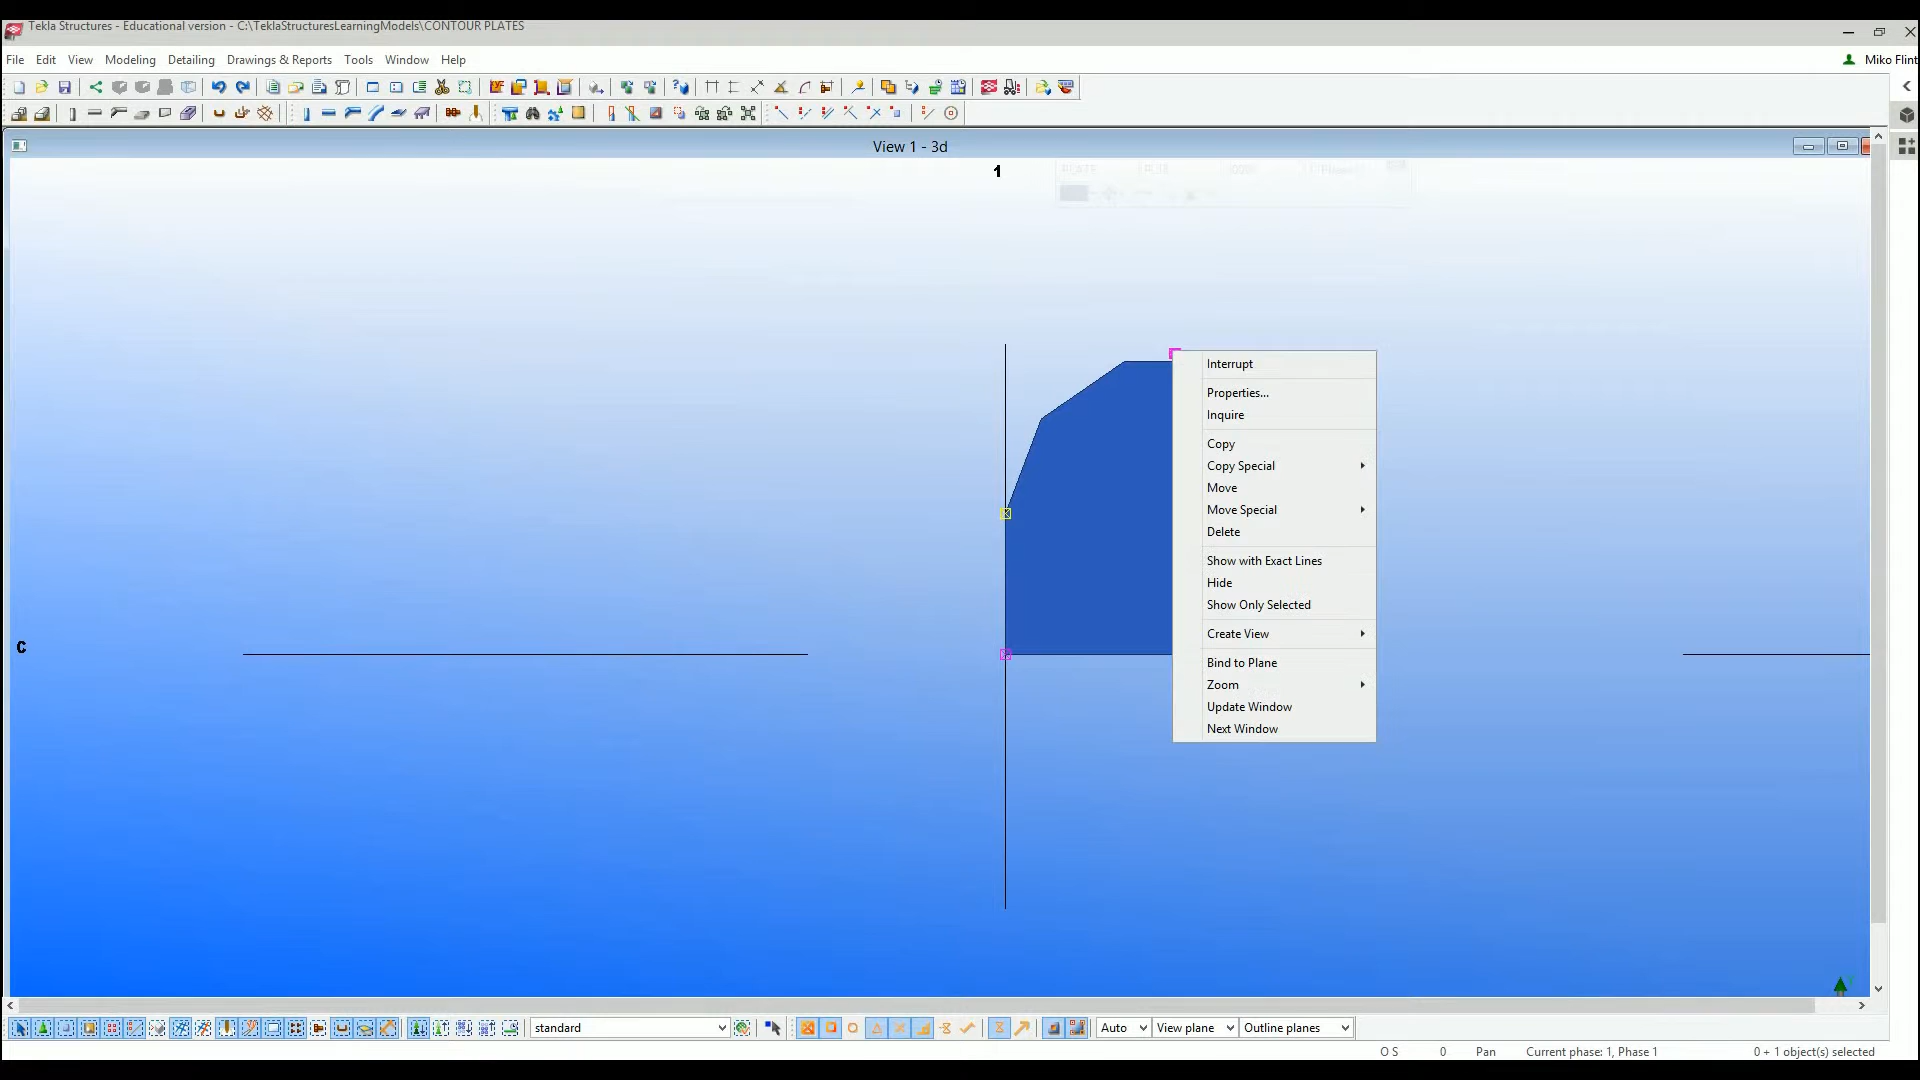 Tekla Structures - Educational version - C:\TeklaStructuresLearningModels\CONTOUR PLATES
File Edit View Modeling Detailing Drawings & Reports Tools Window Help
Miko Flint
View 1 - 3d
1
Interrupt
Properties...
Inquire
Copy
Copy Special
Move
Move Special
Delete
Show with Exact Lines
Hide
Show Only Selected
Create View
Bind to Plane
Zoom
Update Window
Next Window
C
standard
Auto
View plane
Outline planes
O S
0
Pan
Current phase: 1, Phase 1
0 + 1 object(s) selected